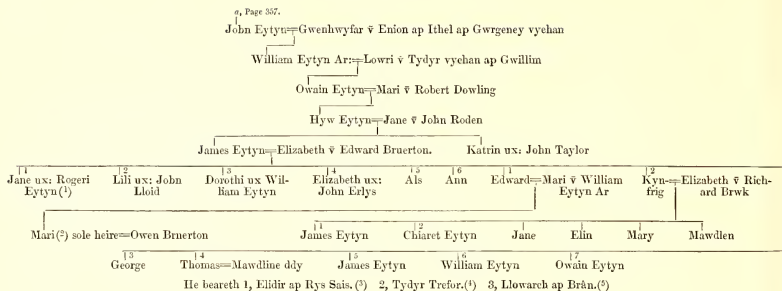 a, Page 357.
John Eytyn=Gwenhwyfar v̄ Enion ap Ithel ap Gwrgeney vychan
William Eytyn Ar:=Lowri v̄ Tydyr vychan ap Gwillim
Owain Eytyn=Mari v̄ Robert Dowling
Hyw Eytyn=Jane v̄ John Roden
James Eytyn=Elizabeth v̄ Edward Bruerton. Katrin ux: John Taylor
1 2 3 4 5 6 1 2
Jane ux: Rogeri Lili ux: John Dorothi ux Wil- Elizabeth ux: Als Ann Edward=Mari v̄ William Kyn-=Elizabeth v̄ Rich-
Eytyn(1) Lloid liam Eytyn John Erlys Eytyn Ar frig ard Brwk
1 2
Mari(2) sole heire=Owen Bruerton James Eytyn Chiaret Eytyn Jane Elin Mary Mawdlen
3 4 5 6 7
George Thomas=Mawdline ddy James Eytyn William Eytyn Owain Eytyn
He beareth 1, Elidir ap Rys Sais.(3) 2, Tydyr Trefor.(4) 3, Llowarch ap Brân.(5)